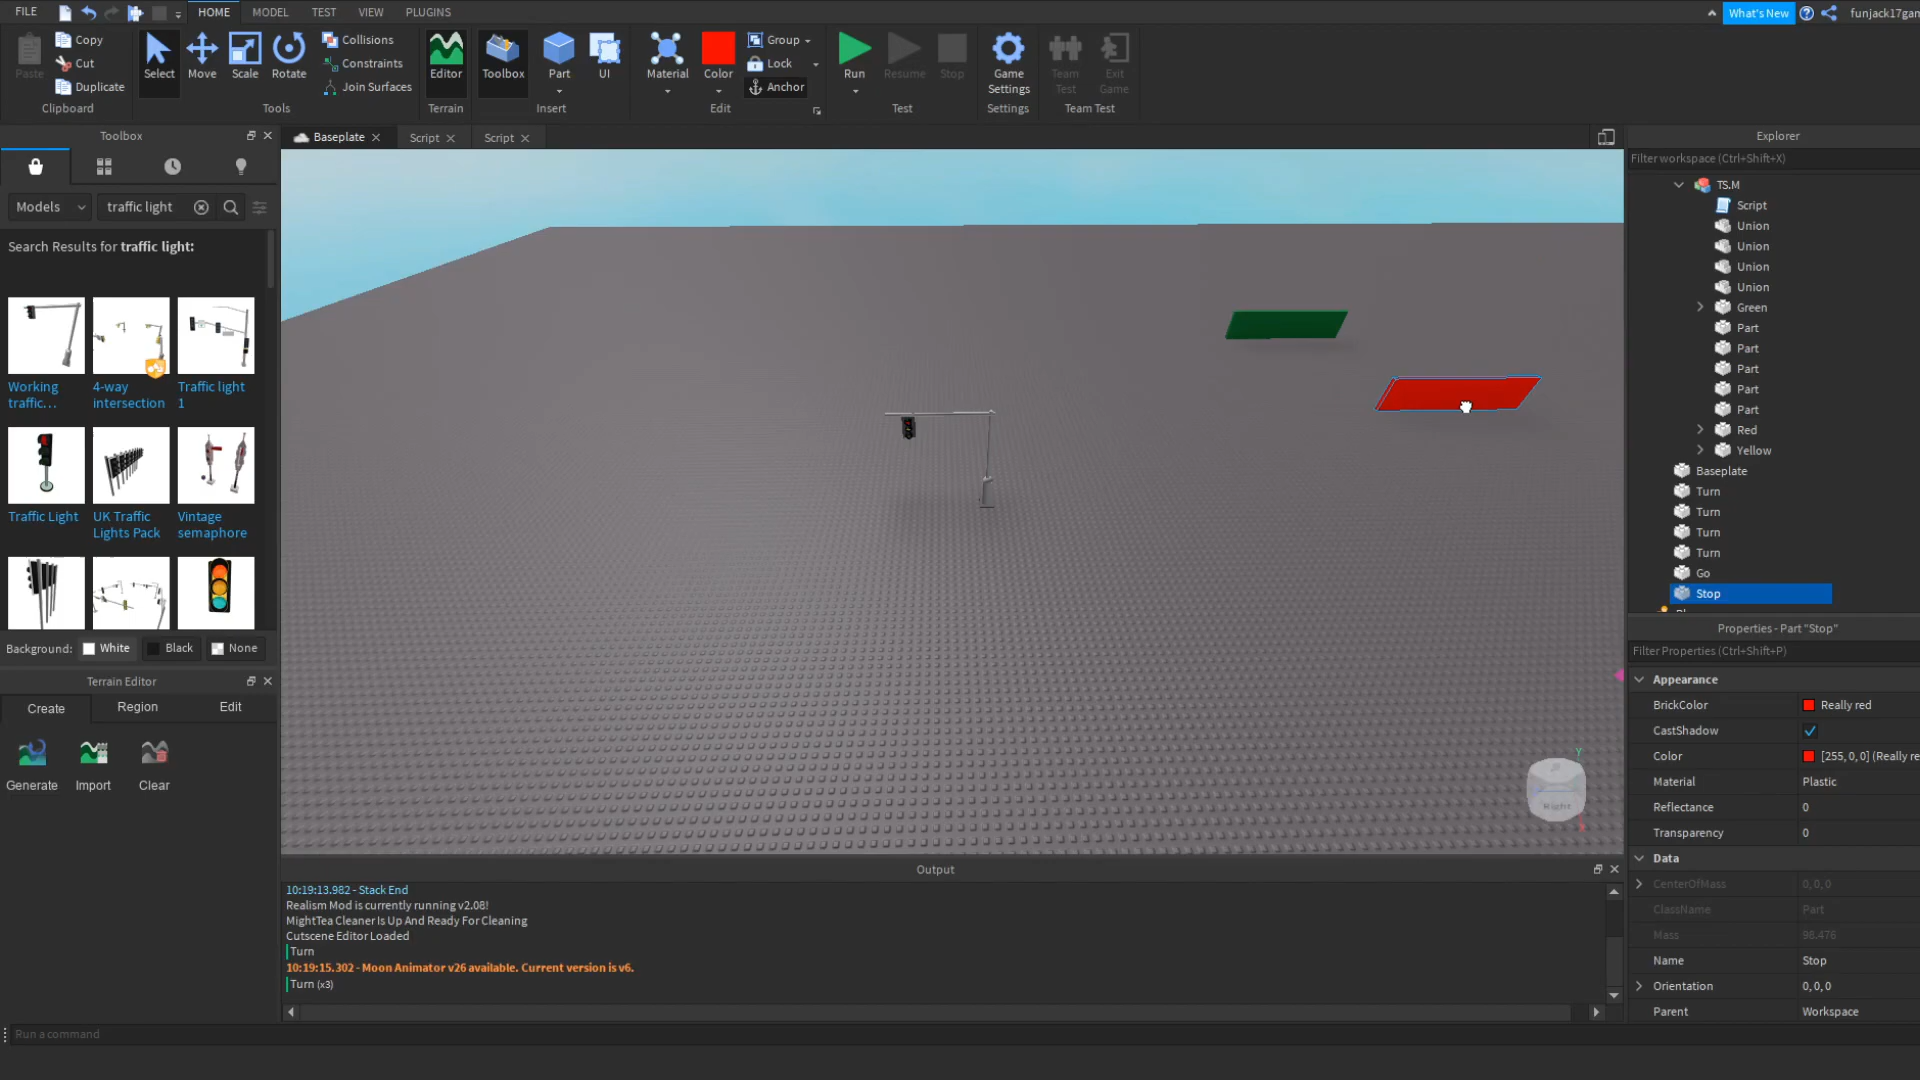 FILE
HOME
MODEL
TEST
VIEW
PLUGINS
What's New
funjack17gam
Paste
Copy
Cut
Duplicate
Clipboard
Select
Move
Scale
Rotate
Collisions
Constraints
Join Surfaces
Tools
Editor
Terrain
Toolbox
Part
UI
Insert
Material
Color
Group
Lock
Anchor
Edit
Run
Resume
Stop
Test
Game
Settings
Settings
Team
Test
Exit
Game
Team Test
Toolbox
Models
traffic light
Search Results for traffic light:
Working
traffic...
4-way
intersection
Traffic light
1
Traffic Light
UK Traffic
Lights Pack
Vintage
semaphore
Background:
White
Black
None
Terrain Editor
Create
Region
Edit
Generate
Import
Clear
Baseplate
Script
Script
Right
Y
Output
10:19:13.982 - Stack End
Realism Mod is currently running v2.08!
MightTea Cleaner Is Up And Ready For Cleaning
Cutscene Editor Loaded
Turn
10:19:15.302 - Moon Animator v26 available. Current version is v6.
Turn (x3)
Run a command
Explorer
Filter workspace (Ctrl+Shift+X)
TS.M
Script
Union
Union
Union
Union
Green
Part
Part
Part
Part
Part
Red
Yellow
Baseplate
Turn
Turn
Turn
Turn
Go
Stop
Properties - Part "Stop"
Filter Properties (Ctrl+Shift+P)
Appearance
BrickColor
Really red
CastShadow
Color
[255, 0, 0] (Really re
Material
Plastic
Reflectance
0
Transparency
0
Data
CenterOfMass
0, 0, 0
ClassName
Part
Mass
98.476
Name
Stop
Orientation
0, 0, 0
Parent
Workspace